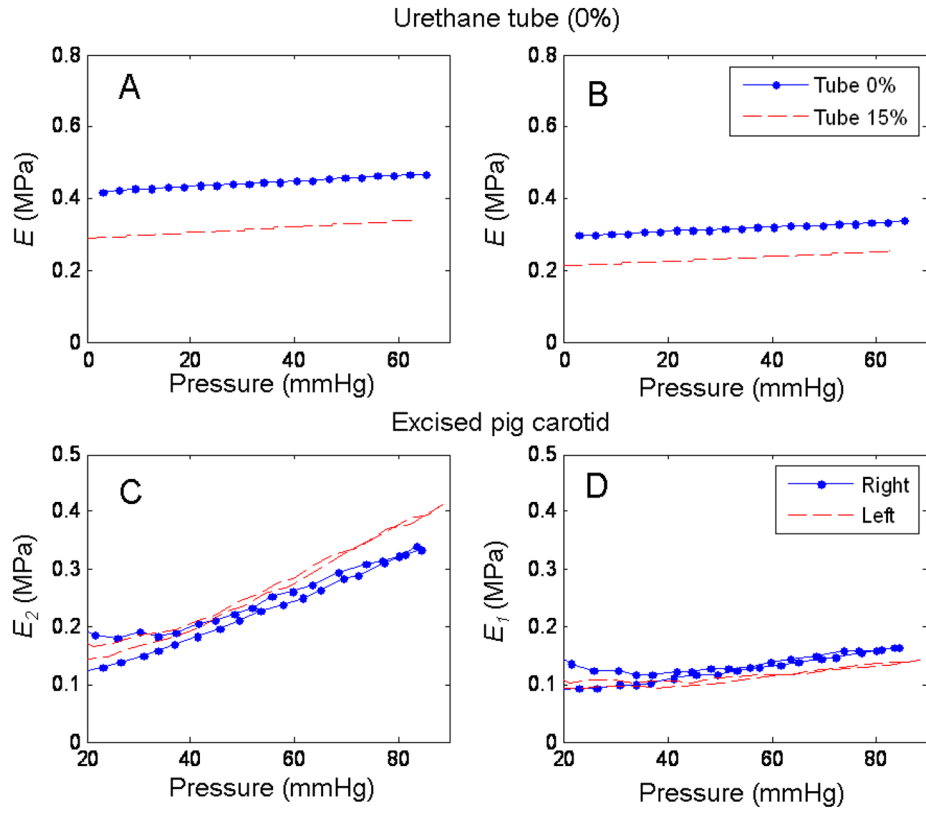 Urethane tube (0%)
A
0.8
0.6
0.4
0.2
0
E (MPa)
0 20 40 60
Pressure (mmHg)
B
Tube 0%
Tube 15%
0.8
0.6
0.4
0.2
0
E (MPa)
0 20 40 60
Pressure (mmHg)
Excised pig carotid
C
0.5
0.4
0.3
0.2
0.1
0
E2 (MPa)
20 40 60 80
Pressure (mmHg)
D
Right
Left
0.5
0.4
0.3
0.2
0.1
0
E1 (MPa)
20 40 60 80
Pressure (mmHg)